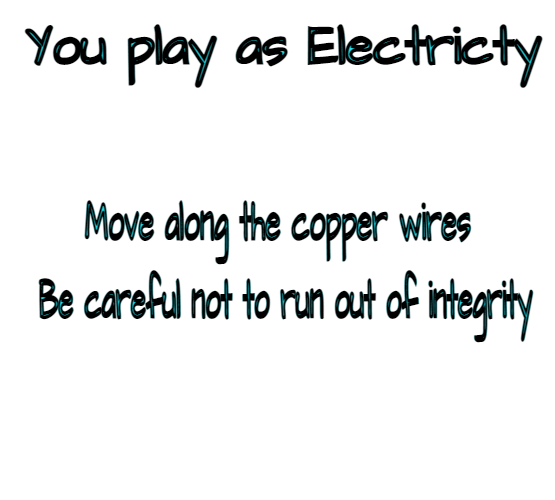 You play as Electricty
Move along the copper wires
Be careful not to run out of integrity